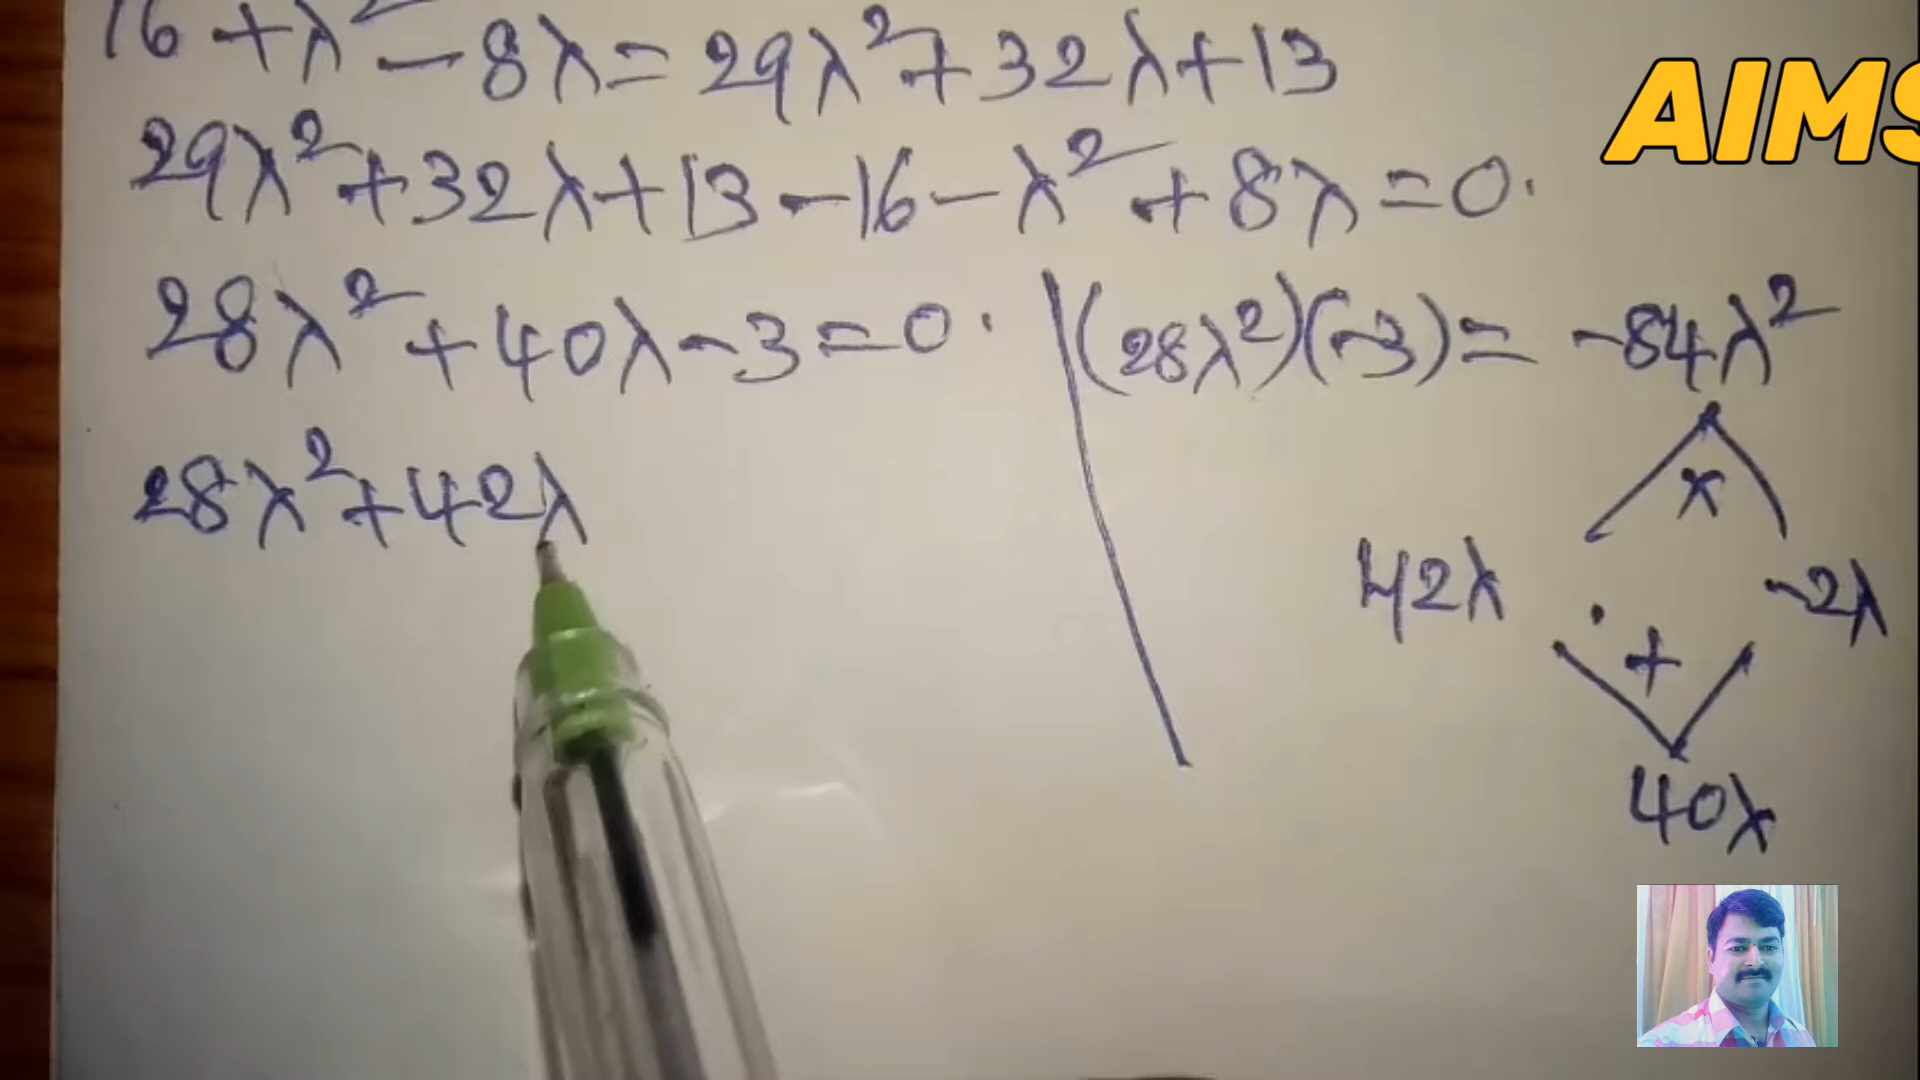 16 + λ² - 8λ = 29λ² + 32λ + 13
AIMS
29λ² + 32λ + 13 - 16 - λ² + 8λ = 0.
28λ² + 40λ - 3 = 0.
(28λ²)(-3) = -84λ²
28λ² + 42λ
×
42λ
-2λ
+
40λ